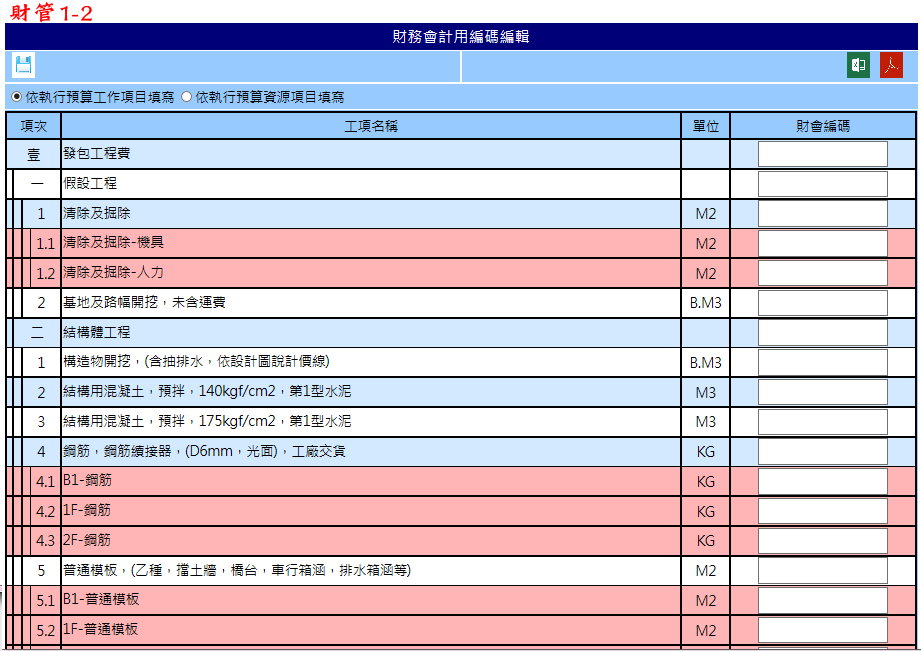 財管1-2
財務會計用編碼編輯
依執行預算工作項目填寫 依執行預算資源項目填寫
項次 工項名稱 單位 財會編碼
壹 發包工程費
一 假設工程
1 清除及掘除 M2
1.1 清除及掘除-機具 M2
1.2 清除及掘除-人力 M2
2 基地及路幅開挖，未含運費 B.M3
二 結構體工程
1 構造物開挖，(含抽排水，依設計圖說計價線) B.M3
2 結構用混凝土，預拌，140kgf/cm2，第1型水泥 M3
3 結構用混凝土，預拌，175kgf/cm2，第1型水泥 M3
4 鋼筋，鋼筋續接器，(D6mm，光面)，工廠交貨 KG
4.1 B1-鋼筋 KG
4.2 1F-鋼筋 KG
4.3 2F-鋼筋 KG
5 普通模板，(乙種，擋土牆，橋台，車行箱涵，排水箱涵等) M2
5.1 B1-普通模板 M2
5.2 1F-普通模板 M2